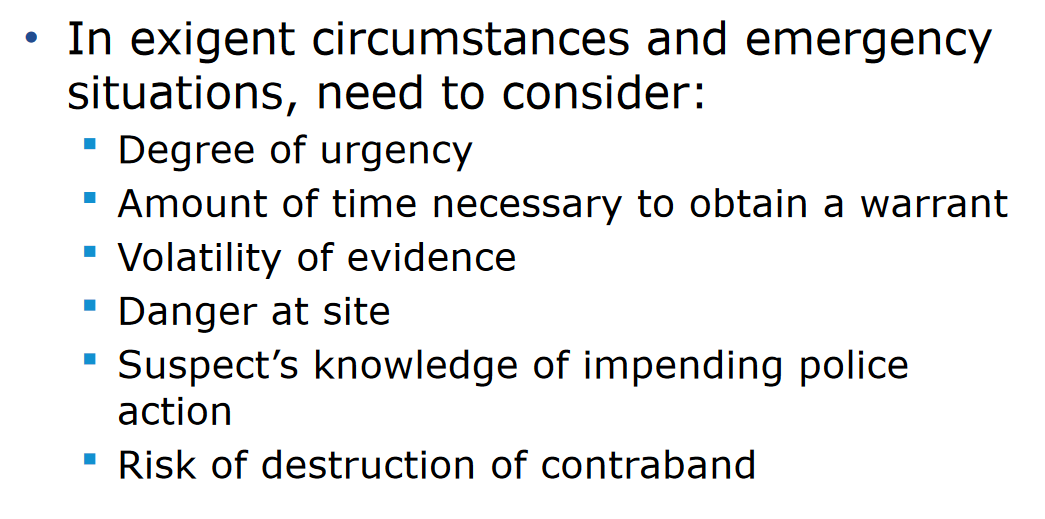 • In exigent circumstances and emergency
situations, need to consider:
▪ Degree of urgency
▪ Amount of time necessary to obtain a warrant
▪ Volatility of evidence
▪ Danger at site
▪ Suspect’s knowledge of impending police
action
▪ Risk of destruction of contraband